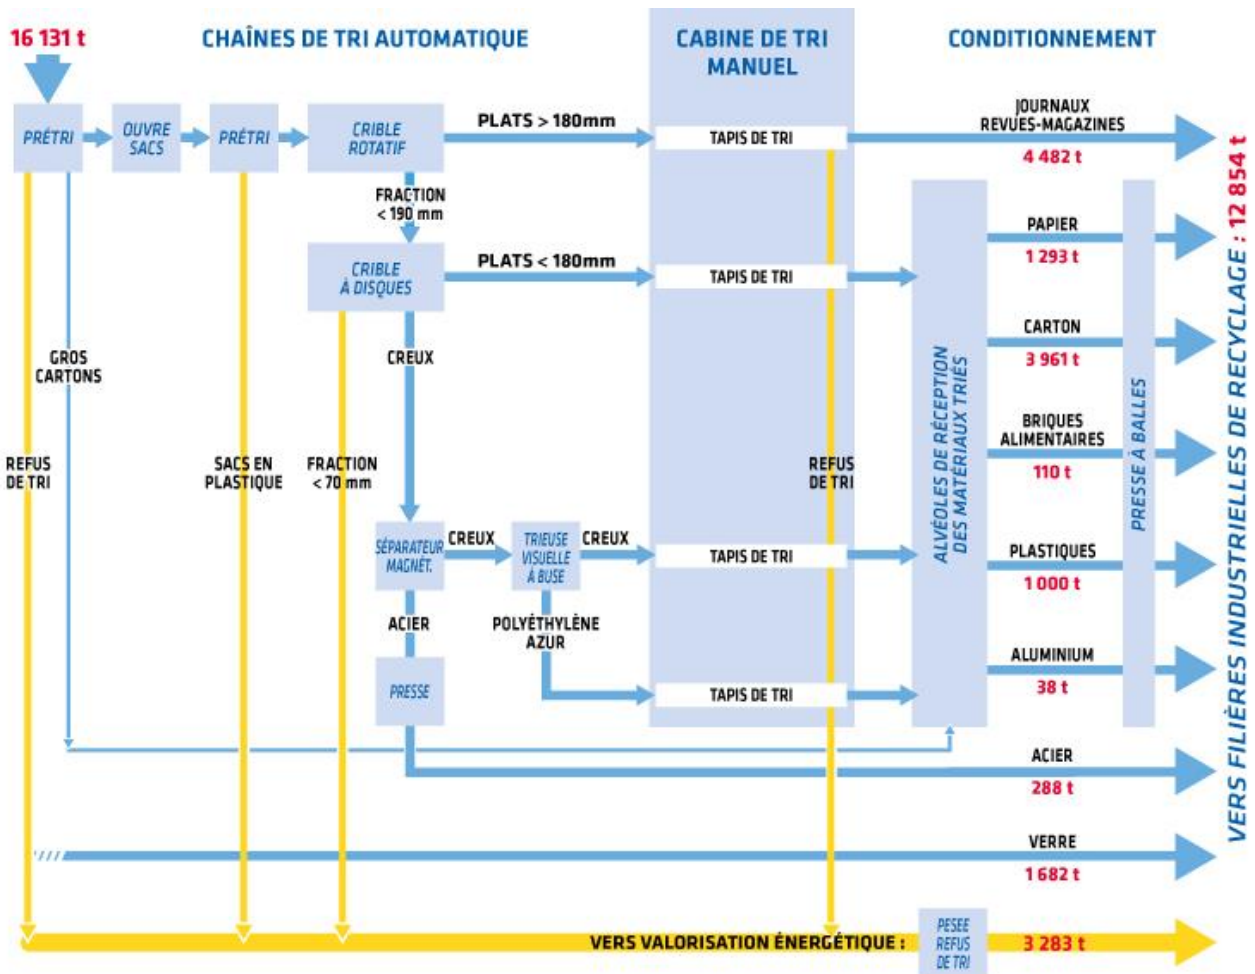 16 131 t
CHAÎNES DE TRI AUTOMATIQUE
CABINE DE TRI
MANUEL
CONDITIONNEMENT
PRÉTRI
OUVRE
SACS
PRÉTRI
CRIBLE
ROTATIF
PLATS > 180mm
TAPIS DE TRI
JOURNAUX
REVUES-MAGAZINES
4 482 t
FRACTION
< 190 mm
CRIBLE
À DISQUES
PLATS < 180mm
TAPIS DE TRI
PAPIER
1 293 t
GROS
CARTONS
CREUX
CARTON
3 961 t
REFUS
DE TRI
SACS EN
PLASTIQUE
FRACTION
< 70 mm
REFUS
DE TRI
ALVÉOLES DE RÉCEPTION
DES MATÉRIAUX TRIÉS
BRIQUES
ALIMENTAIRES
110 t
PRESSE À BALLES
SÉPARATEUR
MAGNÉT.
CREUX
TRIEUSE
VISUELLE
À BUSE
CREUX
TAPIS DE TRI
PLASTIQUES
1 000 t
ACIER
POLYÉTHYLÈNE
AZUR
PRESSE
TAPIS DE TRI
ALUMINIUM
38 t
ACIER
288 t
VERRE
1 682 t
VERS VALORISATION ÉNERGÉTIQUE :
PESEE
REFUS
DE TRI
3 283 t
VERS FILIÈRES INDUSTRIELLES DE RECYCLAGE : 12 854 t